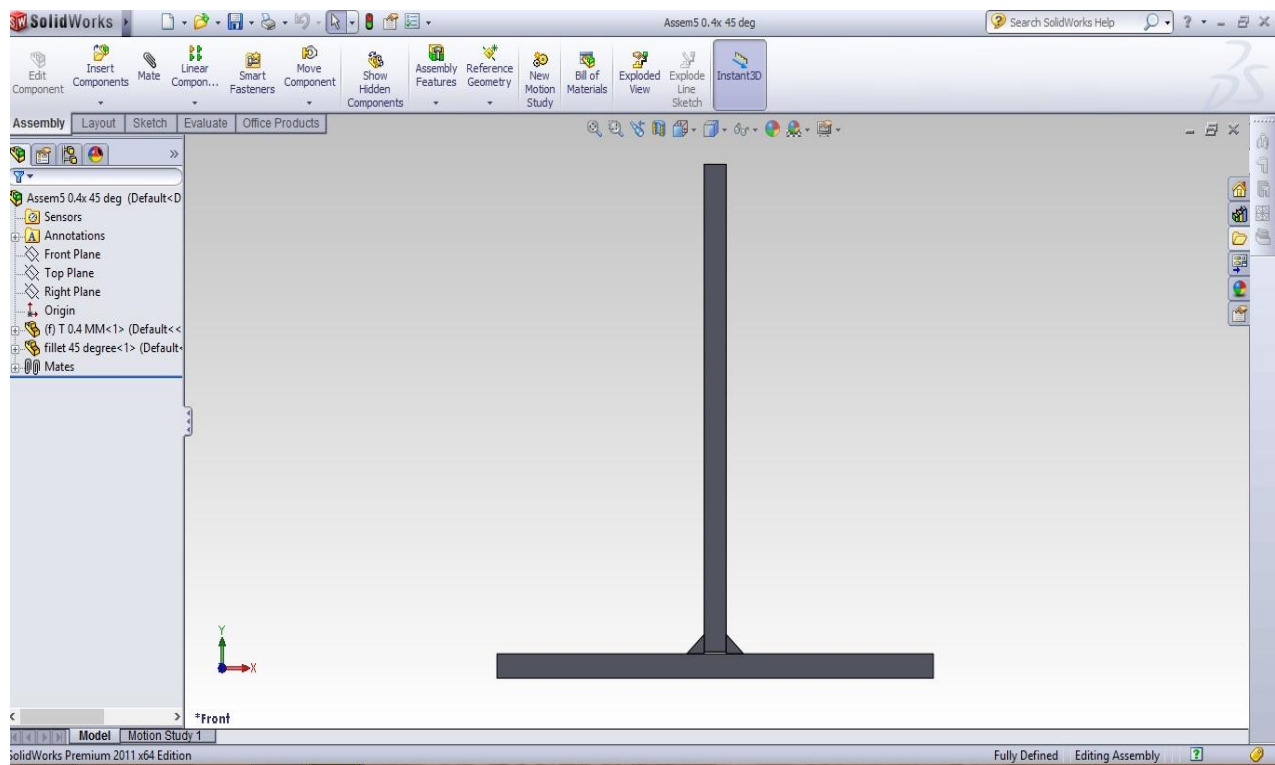 SolidWorks
Assem5 0.4x 45 deg
Search SolidWorks Help
Edit Component
Insert Components
Mate
Linear Compon...
Smart Fasteners
Move Component
Show Hidden Components
Assembly Features
Reference Geometry
New Motion Study
Bill of Materials
Exploded View
Explode Line Sketch
Instant3D
Assembly Layout Sketch Evaluate Office Products
Assem5 0.4x 45 deg (Default<D
Sensors
Annotations
Front Plane
Top Plane
Right Plane
Origin
(f) T 0.4 MM<1> (Default<<
fillet 45 degree<1> (Default<
Mates
Y
X
*Front
Model Motion Study 1
SolidWorks Premium 2011 x64 Edition
Fully Defined Editing Assembly